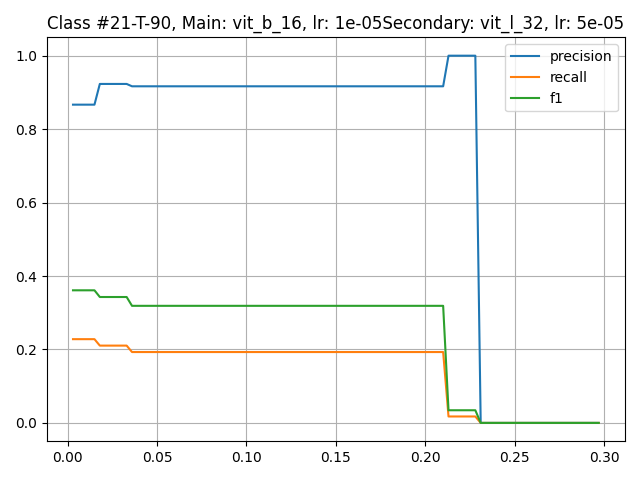 Class #21-T-90, Main: vit_b_16, lr: 1e-05Secondary: vit_l_32, lr: 5e-05
precision
recall
f1
1.0
0.8
0.6
0.4
0.2
0.0
0.00 0.05 0.10 0.15 0.20 0.25 0.30